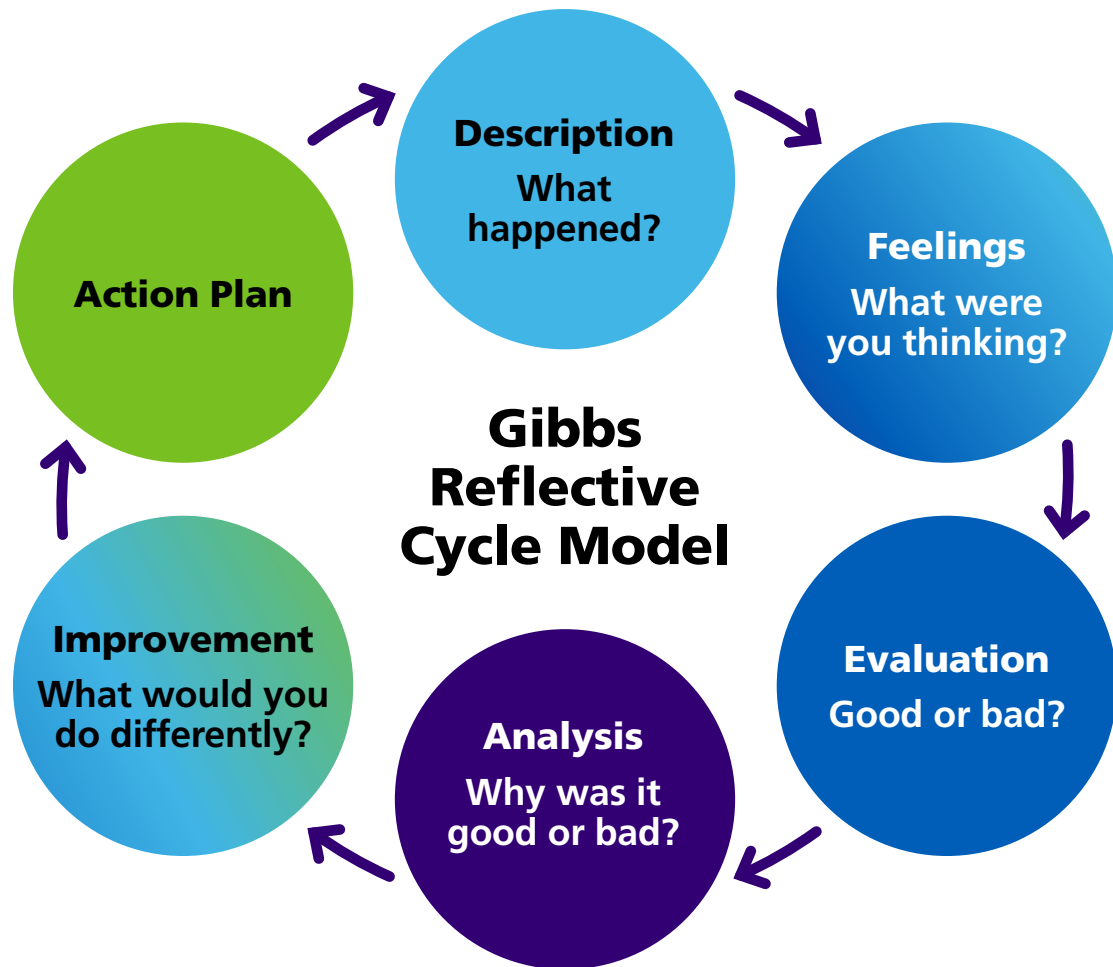 Description
What
happened?
Feelings
What were
you thinking?
Evaluation
Good or bad?
Analysis
Why was it
good or bad?
Improvement
What would you
do differently?
Action Plan
Gibbs
Reflective
Cycle Model